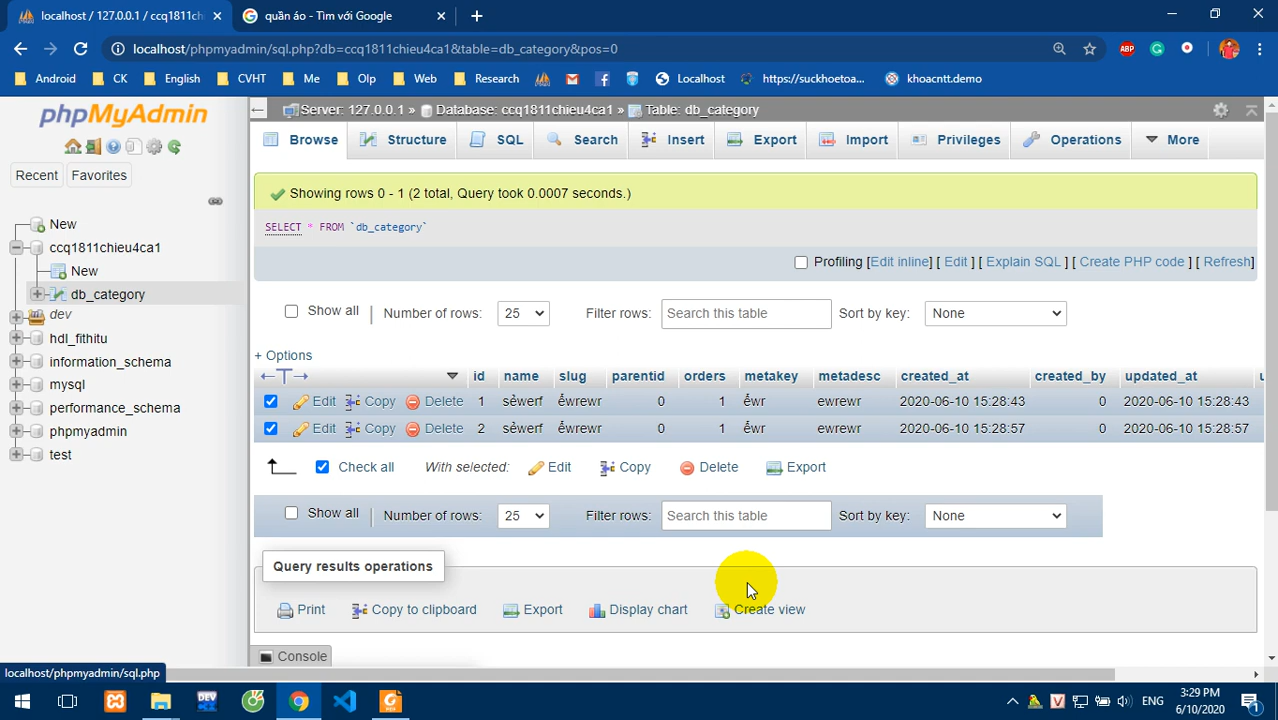 localhost / 127.0.0.1 / ccq1811chi
quần áo - Tìm với Google
localhost/phpmyadmin/sql.php?db=ccq1811chieu4ca1&table=db_category&pos=0
ABP
Android CK English CVHT Me Olp Web Research Localhost https://suckhoetoa... khoacntt.demo
phpMyAdmin
Server: 127.0.0.1 » Database: ccq1811chieu4ca1 » Table: db_category
Browse Structure SQL Search Insert Export Import Privileges Operations More
Recent Favorites
New
ccq1811chieu4ca1
New
db_category
dev
hdl_fithitu
information_schema
mysql
performance_schema
phpmyadmin
test
Showing rows 0 - 1 (2 total, Query took 0.0007 seconds.)
SELECT * FROM `db_category`
Profiling [Edit inline] [ Edit ] [ Explain SQL ] [ Create PHP code ] [ Refresh]
Show all Number of rows: 25 Filter rows: Search this table Sort by key: None
+ Options
id name slug parentid orders metakey metadesc created_at created_by updated_at u
Edit Copy Delete 1 sẻwerf ểwrewr 0 1 ểwr ewrewr 2020-06-10 15:28:43 0 2020-06-10 15:28:43
Edit Copy Delete 2 sẻwerf ểwrewr 0 1 ểwr ewrewr 2020-06-10 15:28:57 0 2020-06-10 15:28:57
Check all With selected: Edit Copy Delete Export
Show all Number of rows: 25 Filter rows: Search this table Sort by key: None
Query results operations
Print Copy to clipboard Export Display chart Create view
Console
localhost/phpmyadmin/sql.php
DEV
ENG
3:29 PM
6/10/2020
1